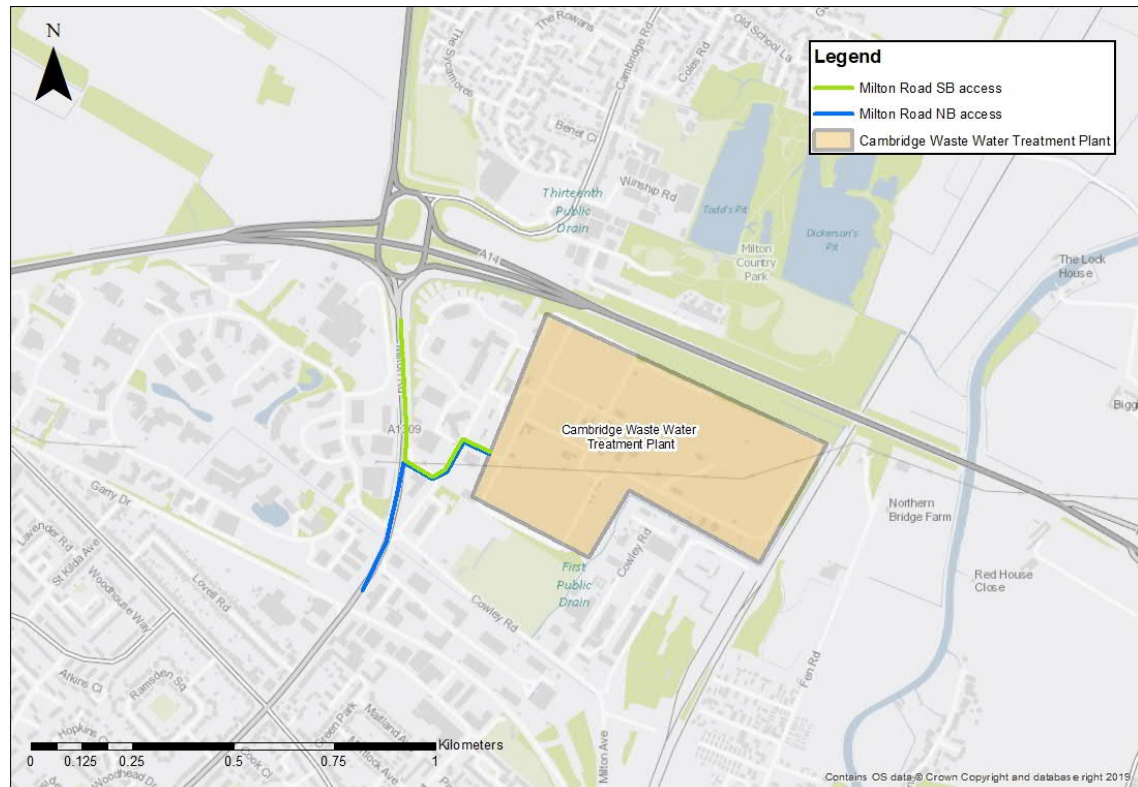 N
Legend
Milton Road SB access
Milton Road NB access
Cambridge Waste Water Treatment Plant
The Rowans
The Sycamores
Cambridge Rd
Coles Rd
Old School La
Benet Cl
Winship Rd
Thirteenth
Public
Drain
Todd's Pit
Dickerson's
Pit
Milton
Country
Park
The Lock
House
A14
Milton Rd
A1309
Cambridge Waste Water
Treatment Plant
Garry Dr
Lavender Rd
St Kilda Ave
Woodhouse Way
Lovell Rd
Northern
Bridge Farm
Red House
Close
Cowley Rd
First
Public
Drain
Cowley Rd
Fen Rd
Atkins Cl
Ramsden Sq
Hopkins Cl
Green Park
Cook Cl
Milton Ave
Kilometers
0 0.125 0.25 0.5 0.75 1
Contains OS data © Crown Copyright and database right 2019